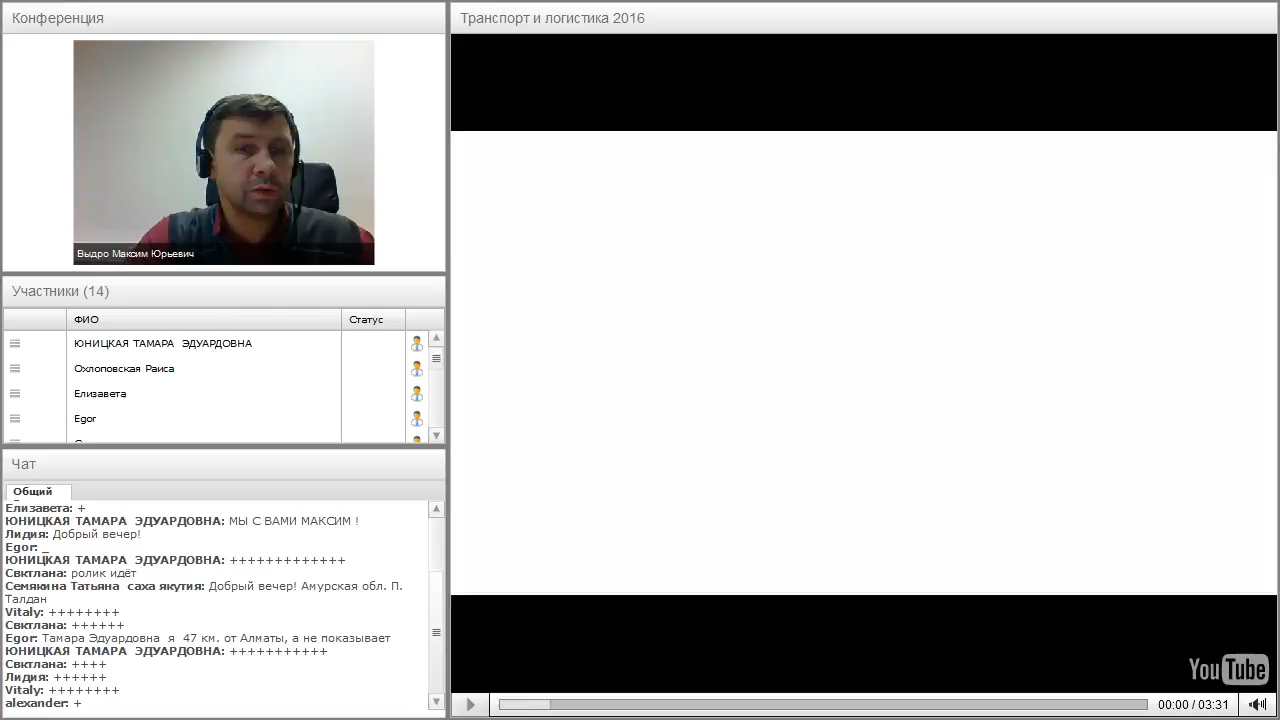 Конференция
Транспорт и логистика 2016
Выдро Максим Юрьевич
Участники (14)
ФИО
Статус
ЮНИЦКАЯ ТАМАРА ЭДУАРДОВНА
Охлоповская Раиса
Елизавета
Egor
Чат
Общий
Елизавета: +
ЮНИЦКАЯ ТАМАРА ЭДУАРДОВНА: МЫ С ВАМИ МАКСИМ !
Лидия: Добрый вечер!
Egor: _
ЮНИЦКАЯ ТАМАРА ЭДУАРДОВНА: +++++++++++++
Свктлана: ролик идёт
Семякина Татьяна саха якутия: Добрый вечер! Амурская обл. П.
Талдан
Vitaly: ++++++++
Свктлана: ++++++
Egor: Тамара Эдуардовна я 47 км. от Алматы, а не показывает
ЮНИЦКАЯ ТАМАРА ЭДУАРДОВНА: +++++++++++
Свктлана: ++++
Лидия: ++++++
Vitaly: ++++++++
alexander: +
YouTube
00:00 / 03:31